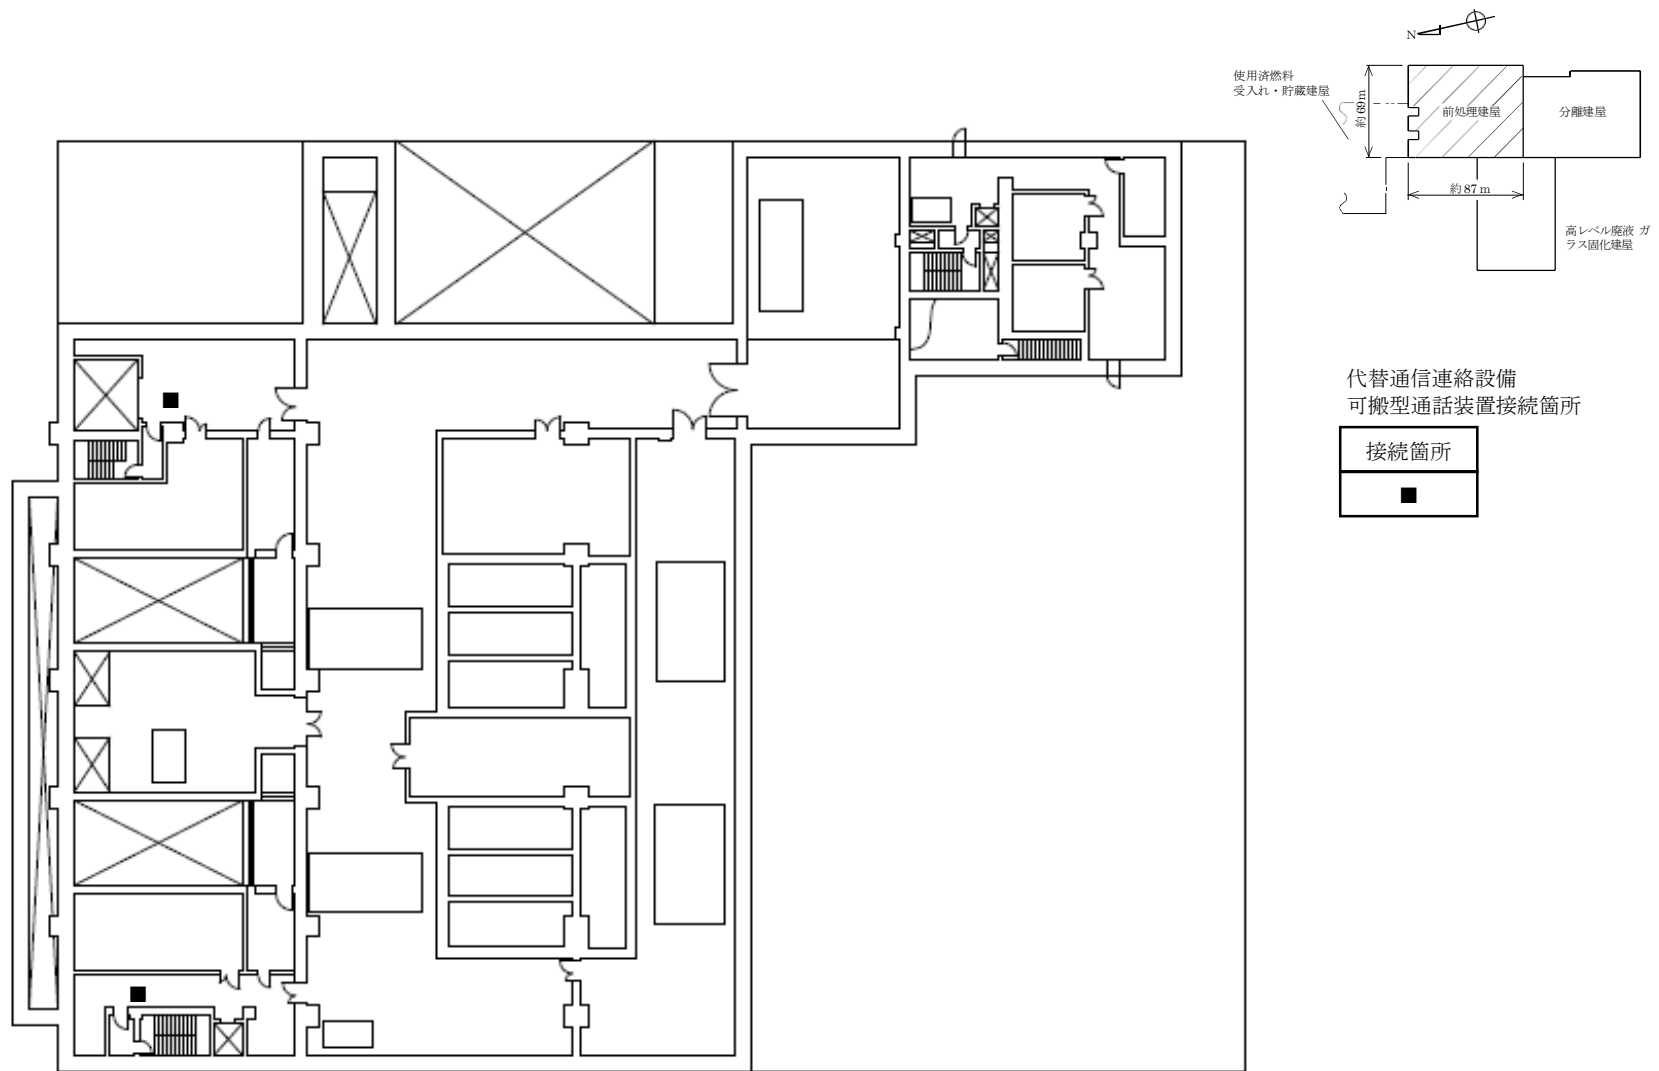 N
使用済燃料
受入れ・貯蔵建屋
約69m
前処理建屋
分離建屋
約87m
高レベル廃液 ガ
ラス固化建屋
代替通信連絡設備
可搬型通話装置接続箇所
接続箇所
■